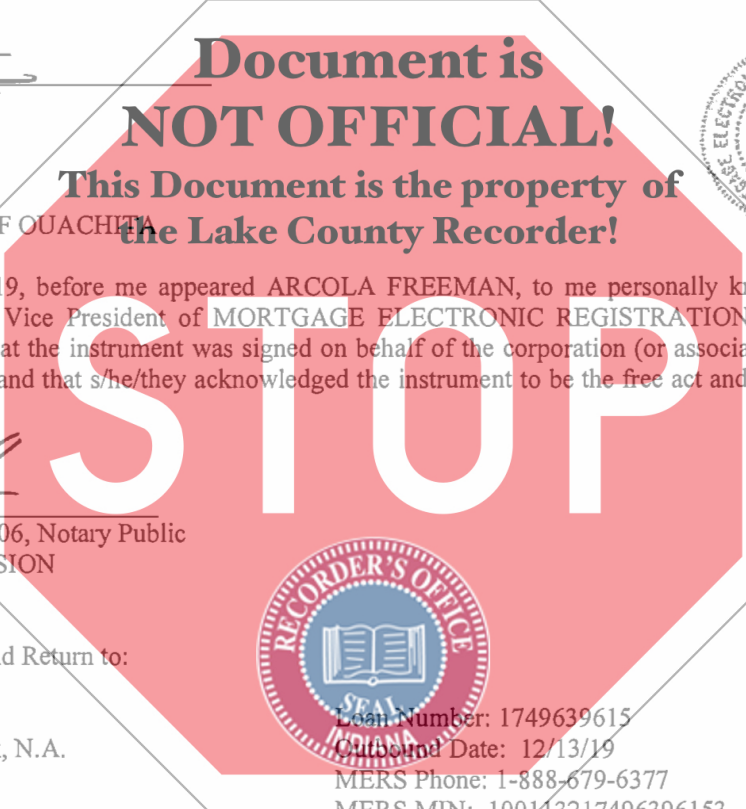 Document is
NOT OFFICIAL!
This Document is the property of
the Lake County Recorder!
F OUACHITA
19, before me appeared ARCOLA FREEMAN, to me personally
Vice President of MORTGAGE ELECTRONIC REGISTRATION
at the instrument was signed on behalf of the corporation (or
and that s/he/they acknowledged the instrument to be the free act and
STOP
06, Notary Public
SION
RECORDER'S OFFICE
SEAL
INDIANA
d Return to:
Loan Number: 1749639615
, N.A.
Outbound Date: 12/13/19
MERS Phone: 1-888-679-6377
MERS MIN: